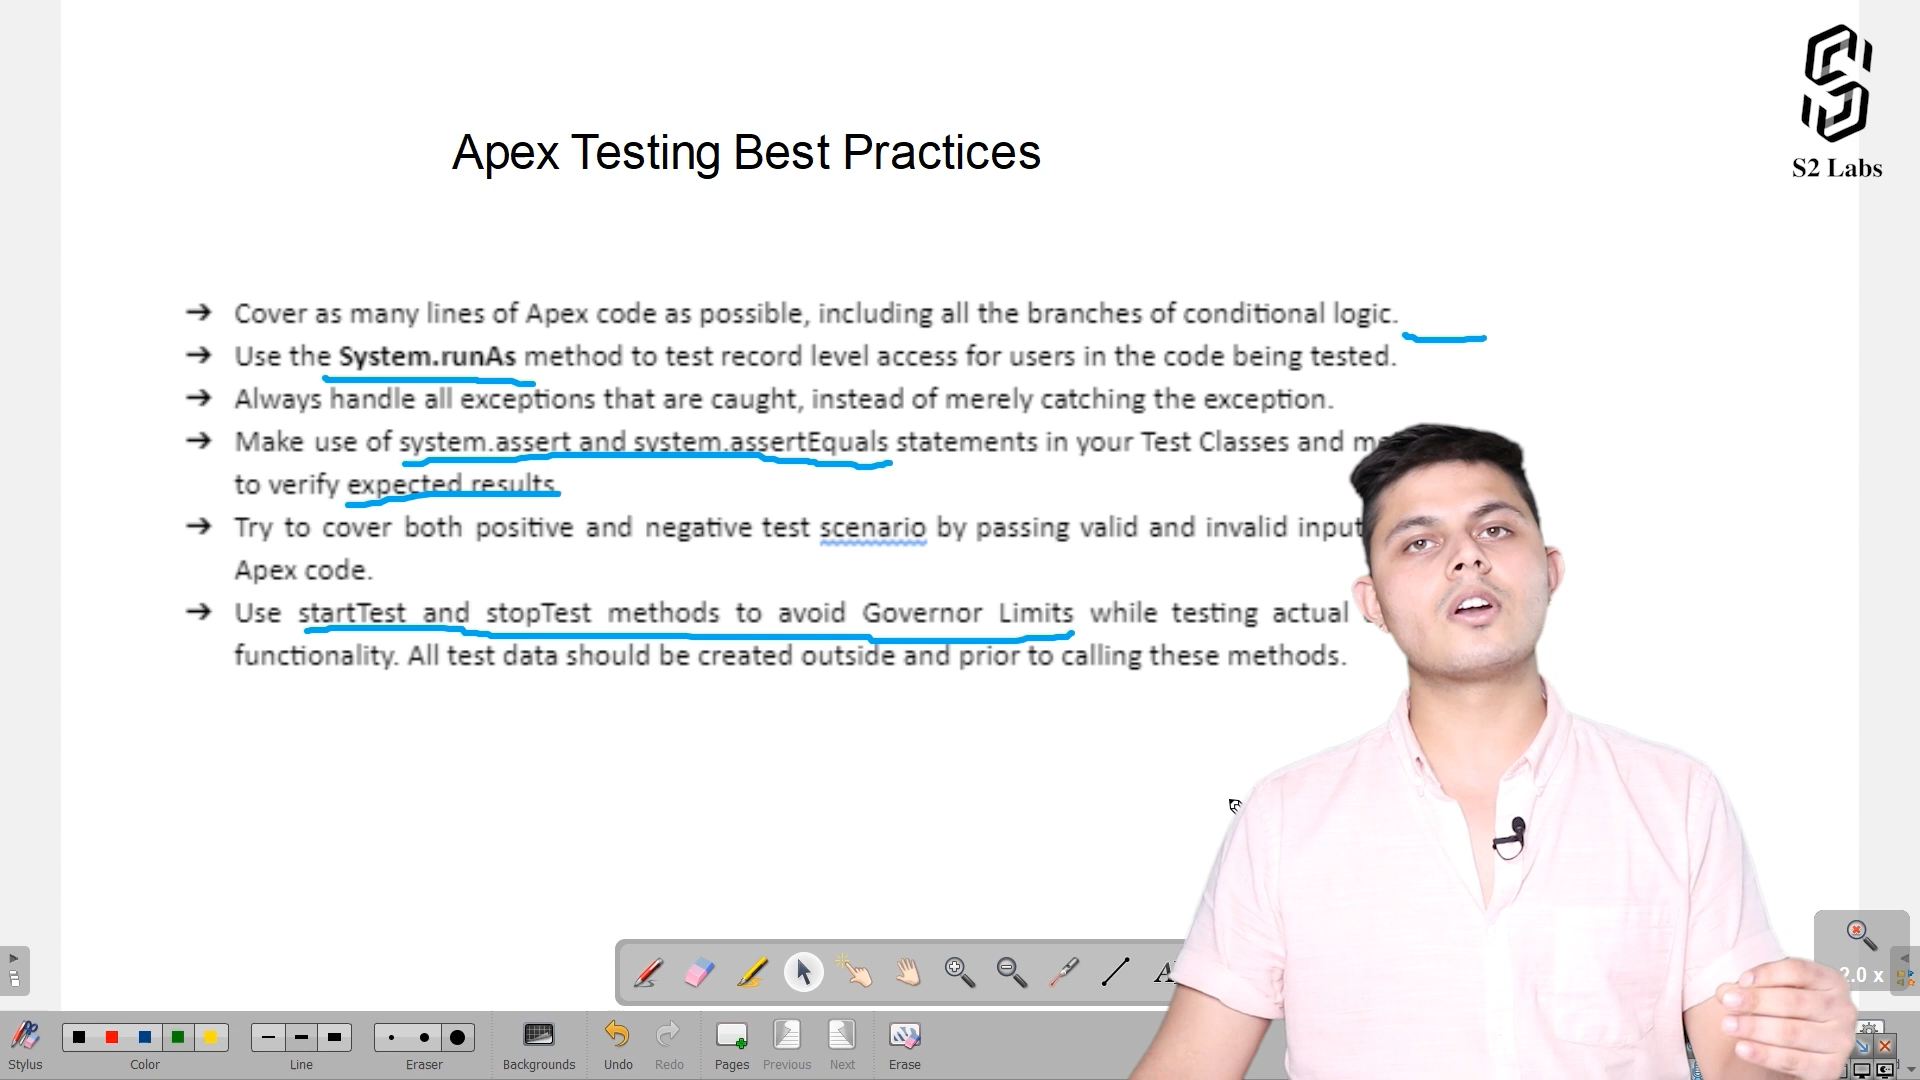 S2 Labs
Apex Testing Best Practices
➔ Cover as many lines of Apex code as possible, including all the branches of conditional logic.
➔ Use the System.runAs method to test record level access for users in the code being tested.
➔ Always handle all exceptions that are caught, instead of merely catching the exception.
➔ Make use of system.assert and system.assertEquals statements in your Test Classes and
to verify expected results.
➔ Try to cover both positive and negative test scenario by passing valid and invalid input
Apex code.
➔ Use startTest and stopTest methods to avoid Governor Limits while testing actual
functionality. All test data should be created outside and prior to calling these methods.
2.0 x
Stylus Color Line Eraser Backgrounds Undo Redo Pages Previous Next Erase